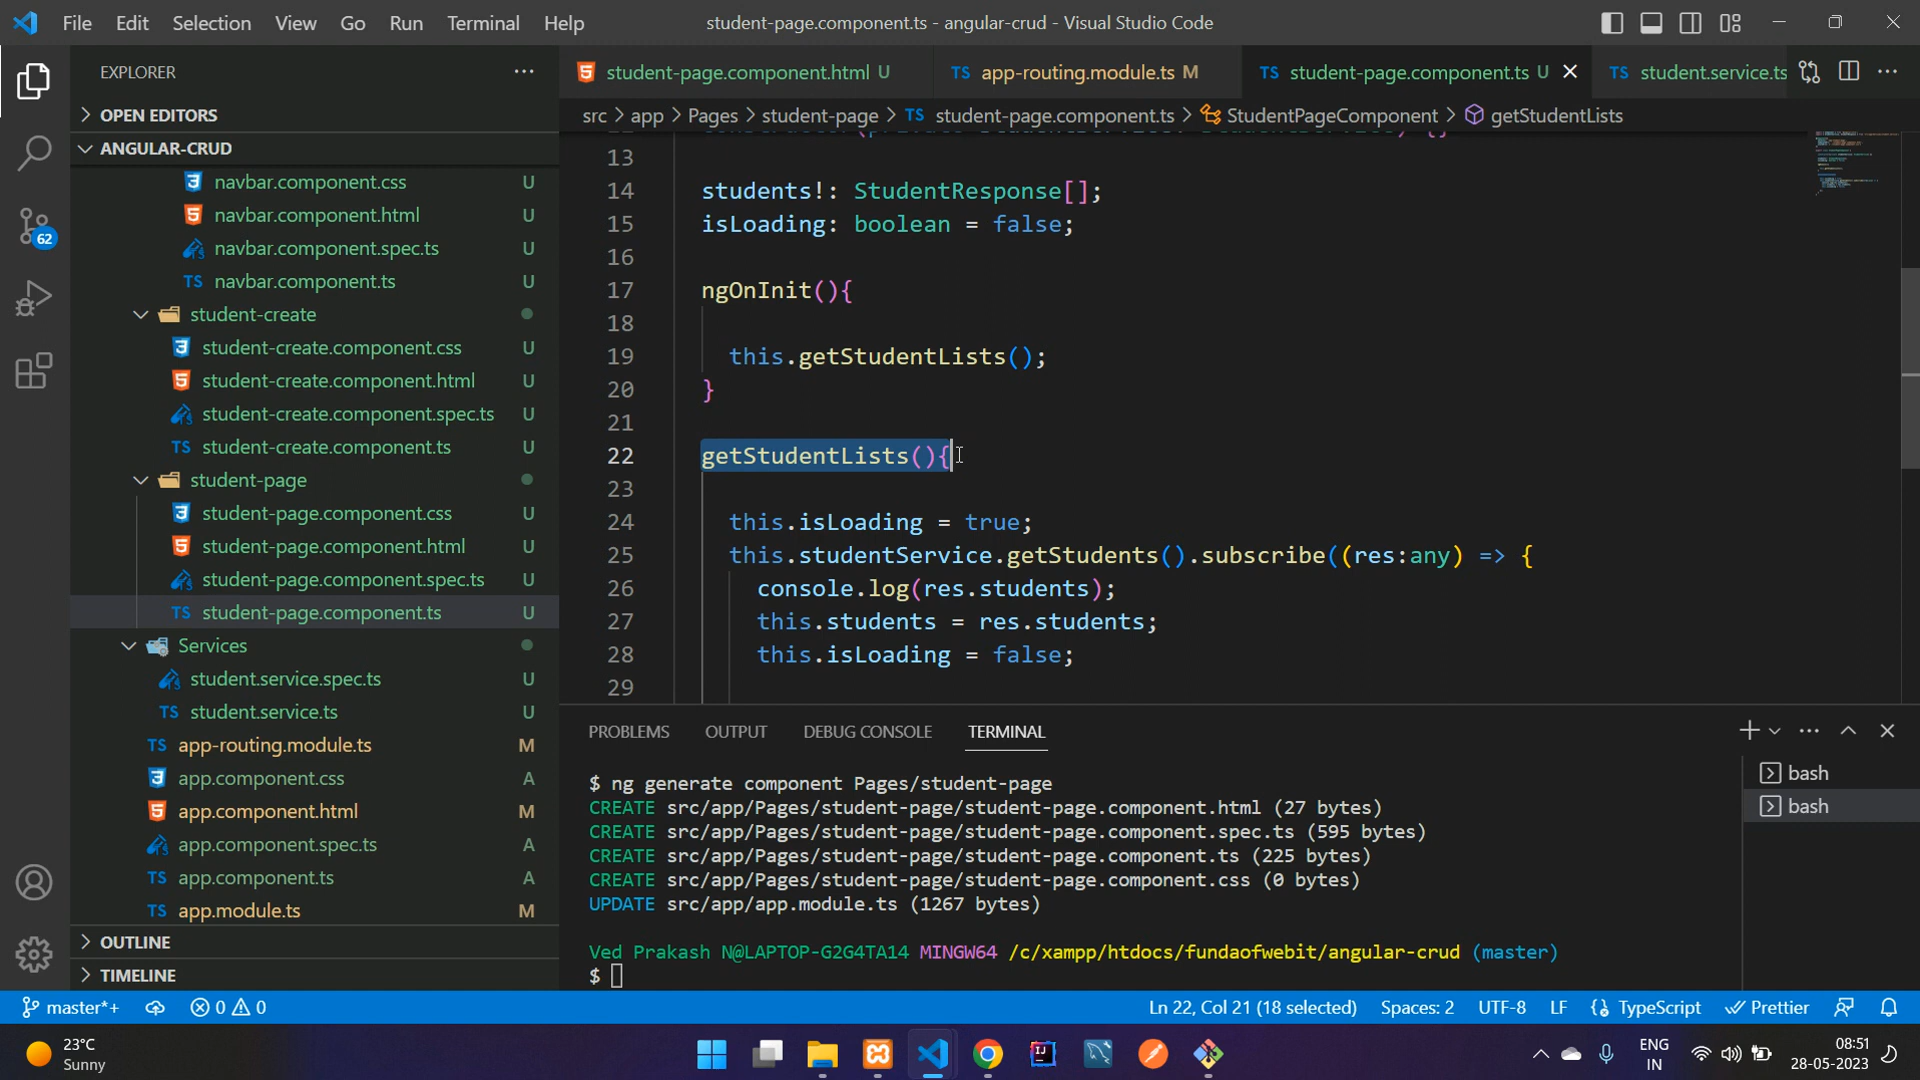 File Edit Selection View Go Run Terminal Help
student-page.component.ts - angular-crud - Visual Studio Code
EXPLORER
OPEN EDITORS
ANGULAR-CRUD
navbar.component.css U
navbar.component.html U
navbar.component.spec.ts U
TS navbar.component.ts U
student-create
student-create.component.css U
student-create.component.html U
student-create.component.spec.ts U
TS student-create.component.ts U
student-page
student-page.component.css U
student-page.component.html U
student-page.component.spec.ts U
TS student-page.component.ts U
Services
student.service.spec.ts U
TS student.service.ts U
TS app-routing.module.ts M
app.component.css A
app.component.html M
app.component.spec.ts A
TS app.component.ts A
TS app.module.ts M
OUTLINE
TIMELINE
62
student-page.component.html U
TS app-routing.module.ts M
TS student-page.component.ts U
TS student.service.ts
src > app > Pages > student-page > TS student-page.component.ts > StudentPageComponent > getStudentLists
13
14 students!: StudentResponse[];
15 isLoading: boolean = false;
16
17 ngOnInit(){
18
19 this.getStudentLists();
20 }
21
22 getStudentLists(){
23
24 this.isLoading = true;
25 this.studentService.getStudents().subscribe((res:any) => {
26 console.log(res.students);
27 this.students = res.students;
28 this.isLoading = false;
29
PROBLEMS OUTPUT DEBUG CONSOLE TERMINAL
$ ng generate component Pages/student-page
CREATE src/app/Pages/student-page/student-page.component.html (27 bytes)
CREATE src/app/Pages/student-page/student-page.component.spec.ts (595 bytes)
CREATE src/app/Pages/student-page/student-page.component.ts (225 bytes)
CREATE src/app/Pages/student-page/student-page.component.css (0 bytes)
UPDATE src/app/app.module.ts (1267 bytes)
Ved Prakash N@LAPTOP-G2G4TA14 MINGW64 /c/xampp/htdocs/fundaofwebit/angular-crud (master)
$
bash
bash
master*+ 0 0
Ln 22, Col 21 (18 selected) Spaces: 2 UTF-8 LF {} TypeScript Prettier
23°C
Sunny
ENG
IN
08:51
28-05-2023